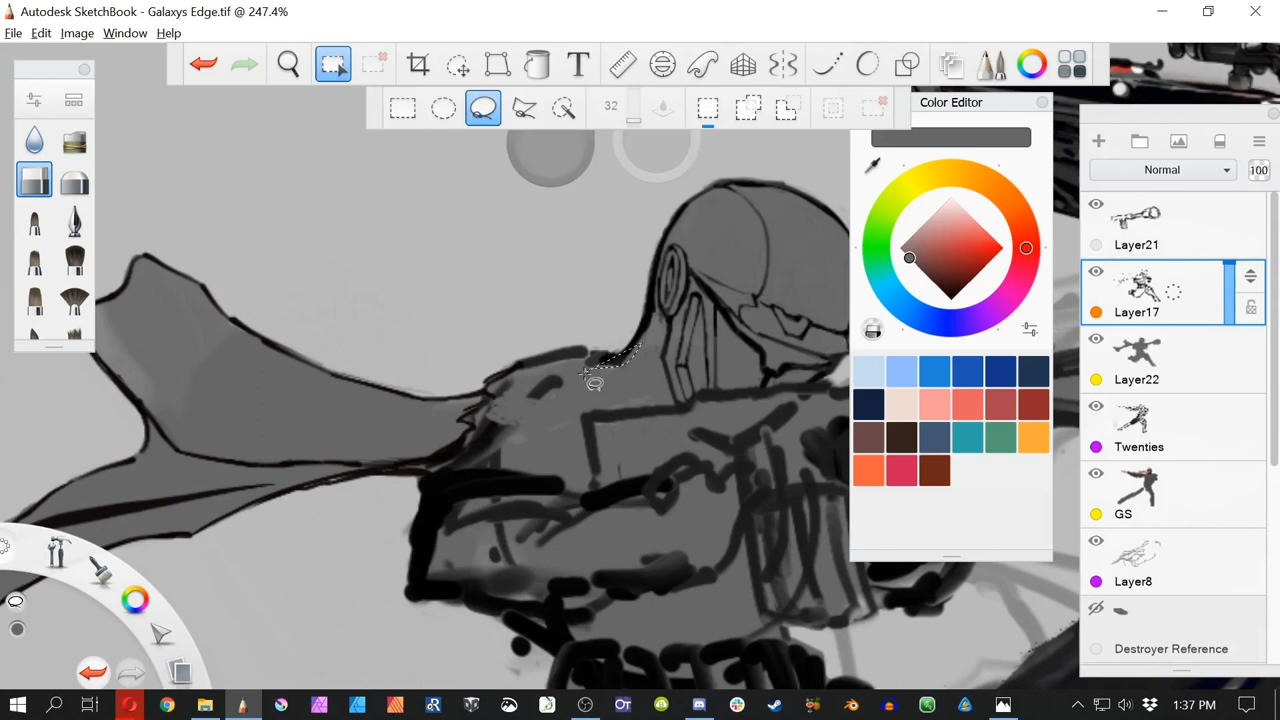 Autodesk SketchBook - Galaxys Edge.tif @ 247.4%
File Edit Image Window Help
T
32
Color Editor
Normal
100
Layer21
Layer17
Layer22
Twenties
GS
Layer8
Destroyer Reference
1:37 PM